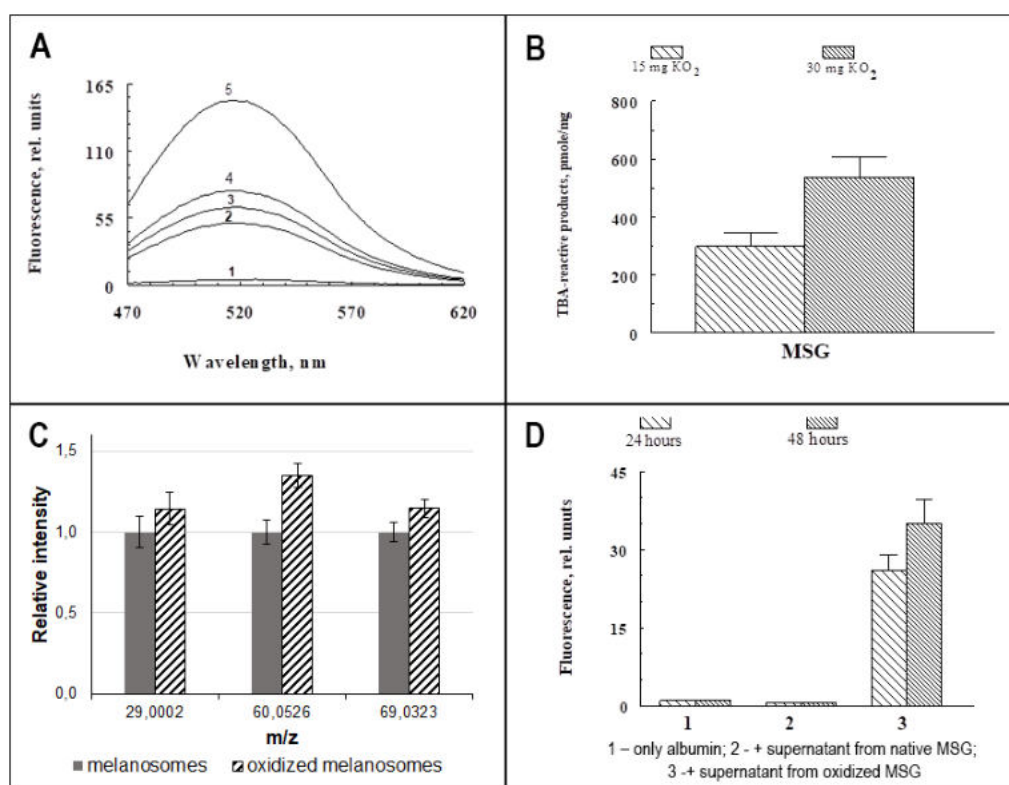 A
Fluorescence, rel. units
165
110
55
0
5
4
3
2
1
470 520 570 620
Wavelength, nm
B
15 mg KO2 30 mg KO2
TBA-reactive products, pmole/mg
800
600
400
200
0
MSG
C
Relative intensity
1,5
1,0
0,5
0,0
29,0002 60,0526 69,0323
m/z
melanosomes oxidized melanosomes
D
24 hours 48 hours
Fluorescence, rel. unuts
45
30
15
0
1 2 3
1 – only albumin; 2 - + supernatant from native MSG;
3 -+ supernatant from oxidized MSG